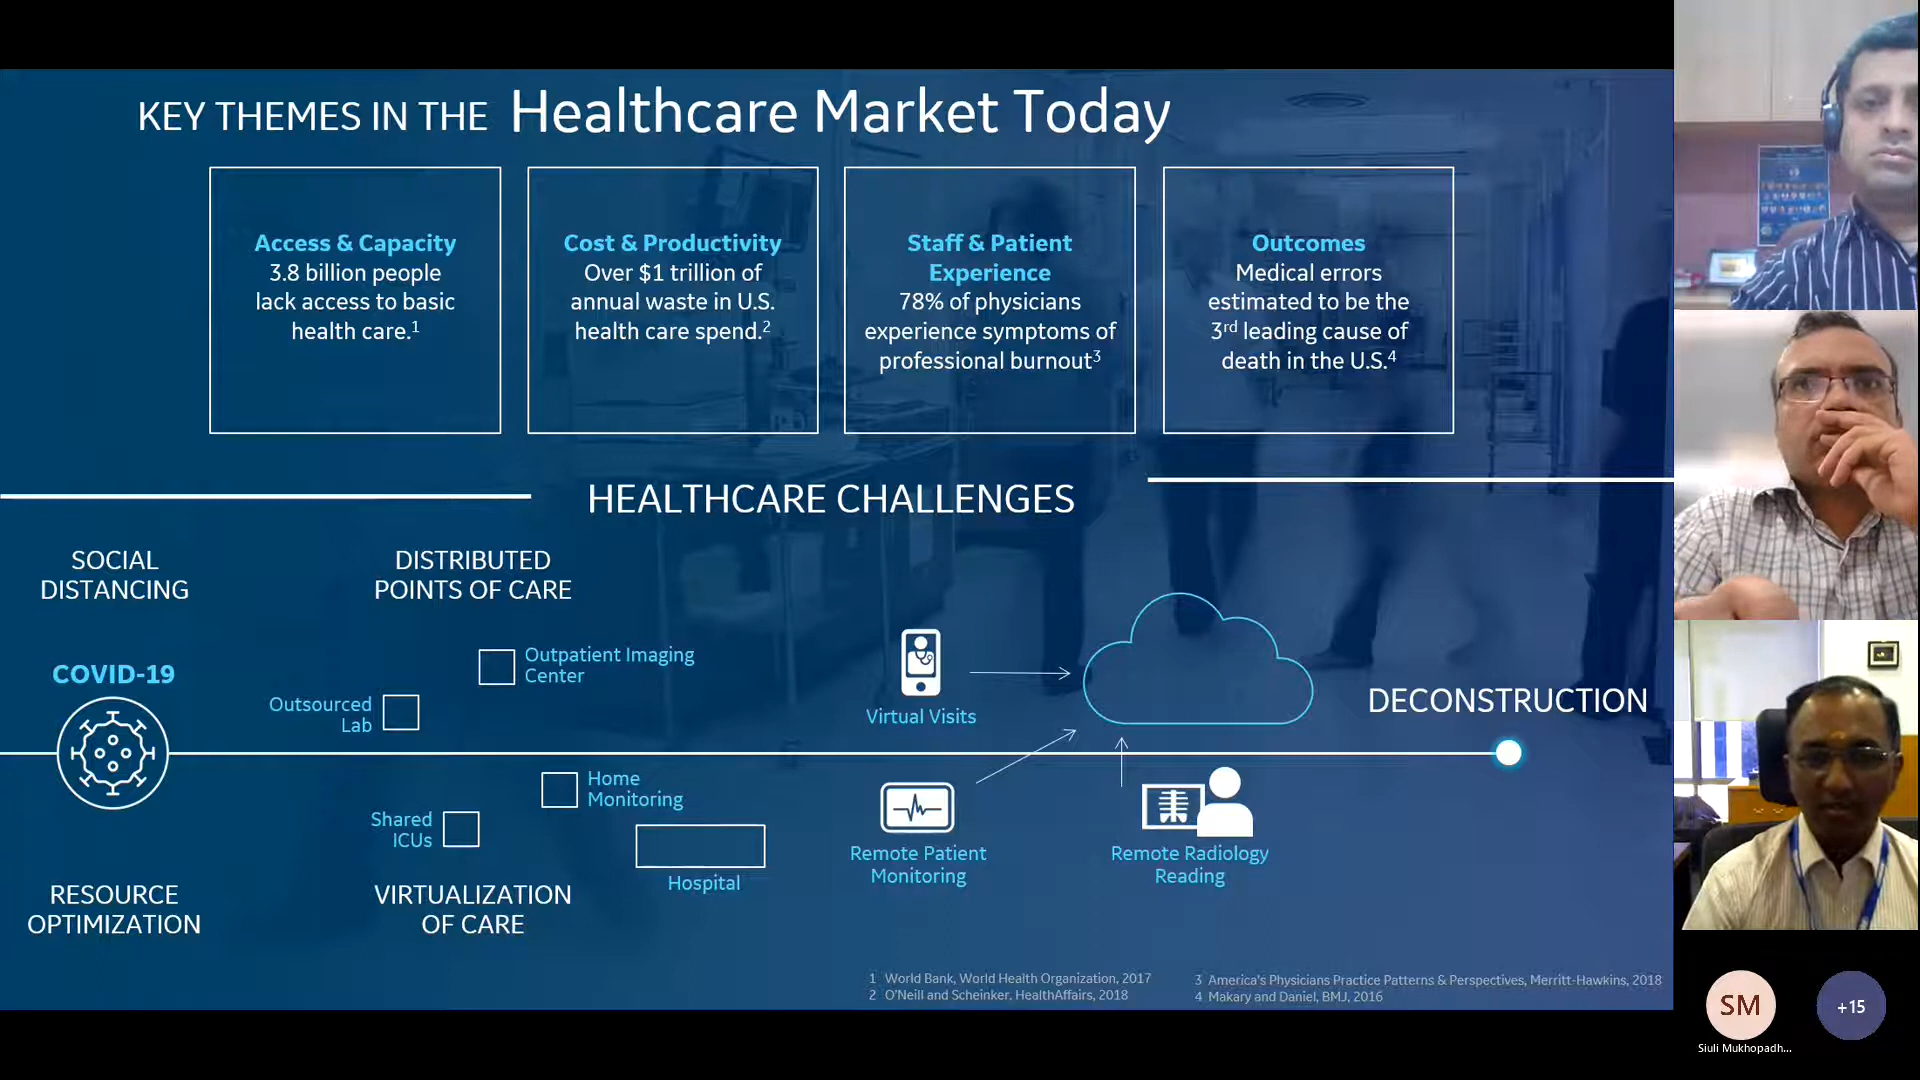 KEY THEMES IN THE Healthcare Market Today
Access & Capacity
3.8 billion people
lack access to basic
health care.1
Cost & Productivity
Over $1 trillion of
annual waste in U.S.
health care spend.2
Staff & Patient
Experience
78% of physicians
experience symptoms of
professional burnout3
Outcomes
Medical errors
estimated to be the
3rd leading cause of
death in the U.S.4
HEALTHCARE CHALLENGES
SOCIAL
DISTANCING
DISTRIBUTED
POINTS OF CARE
COVID-19
Outsourced
Lab
Outpatient Imaging
Center
Virtual Visits
DECONSTRUCTION
Shared
ICUs
Home
Monitoring
Hospital
Remote Patient
Monitoring
Remote Radiology
Reading
RESOURCE
OPTIMIZATION
VIRTUALIZATION
OF CARE
1 World Bank, World Health Organization, 2017
2 O'Neill and Scheinker. HealthAffairs, 2018
3 America's Physicians Practice Patterns & Perspectives, Merritt-Hawkins, 2018
4 Makary and Daniel, BMJ, 2016
SM
Siuli Mukhopadh...
+15